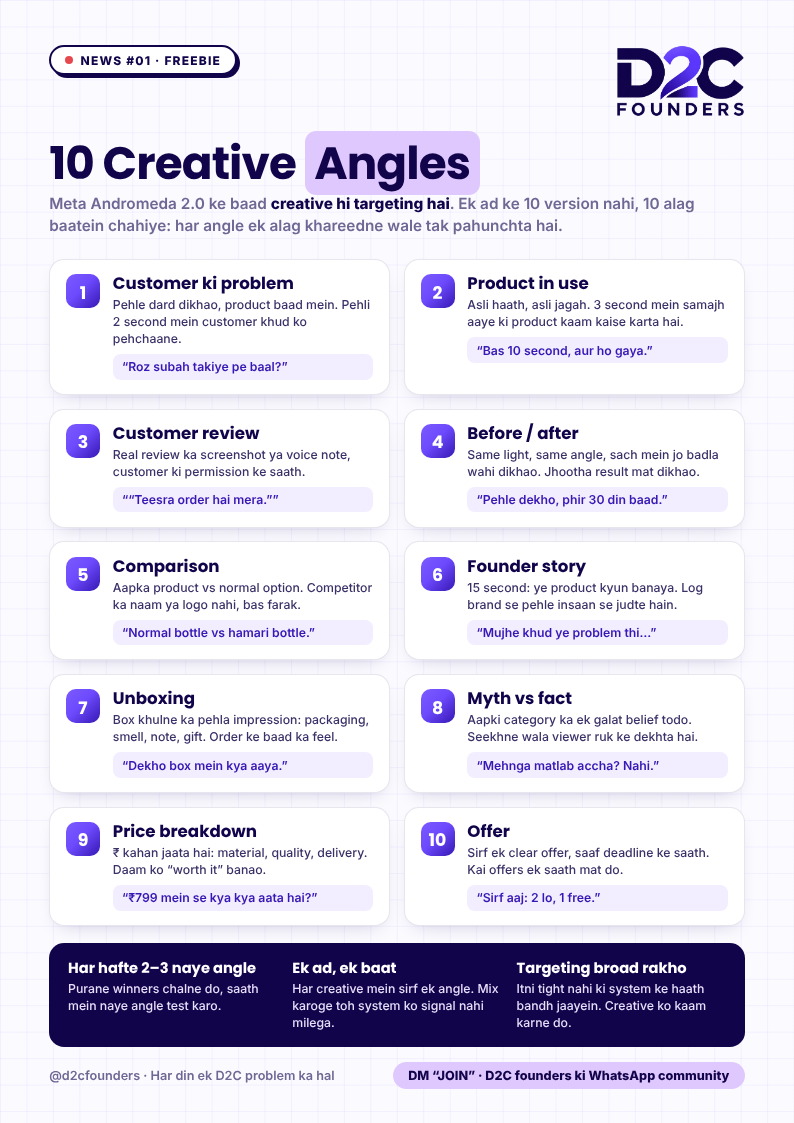 NEWS #01 · FREEBIE
D2C
FOUNDERS
10 Creative Angles
Meta Andromeda 2.0 ke baad creative hi targeting hai. Ek ad ke 10 version nahi, 10 alag
baatein chahiye: har angle ek alag khareedne wale tak pahunchta hai.
1
Customer ki problem
Pehle dard dikhao, product baad mein. Pehli
2 second mein customer khud ko
pehchaane.
“Roz subah takiye pe baal?”
2
Product in use
Asli haath, asli jagah. 3 second mein samajh
aaye ki product kaam kaise karta hai.
“Bas 10 second, aur ho gaya.”
3
Customer review
Real review ka screenshot ya voice note,
customer ki permission ke saath.
““Teesra order hai mera.””
4
Before / after
Same light, same angle, sach mein jo badla
wahi dikhao. Jhootha result mat dikhao.
“Pehle dekho, phir 30 din baad.”
5
Comparison
Aapka product vs normal option. Competitor
ka naam ya logo nahi, bas farak.
“Normal bottle vs hamari bottle.”
6
Founder story
15 second: ye product kyun banaya. Log
brand se pehle insaan se judte hain.
“Mujhe khud ye problem thi…”
7
Unboxing
Box khulne ka pehla impression: packaging,
smell, note, gift. Order ke baad ka feel.
“Dekho box mein kya aaya.”
8
Myth vs fact
Aapki category ka ek galat belief todo.
Seekhne wala viewer ruk ke dekhta hai.
“Mehnga matlab accha? Nahi.”
9
Price breakdown
₹ kahan jaata hai: material, quality, delivery.
Daam ko “worth it” banao.
“₹799 mein se kya kya aata hai?”
10
Offer
Sirf ek clear offer, saaf deadline ke saath.
Kai offers ek saath mat do.
“Sirf aaj: 2 lo, 1 free.”
Har hafte 2–3 naye angle
Purane winners chalne do, saath
mein naye angle test karo.
Ek ad, ek baat
Har creative mein sirf ek angle. Mix
karoge toh system ko signal nahi
milega.
Targeting broad rakho
Itni tight nahi ki system ke haath
bandh jaayein. Creative ko kaam
karne do.
@d2cfounders · Har din ek D2C problem ka hal
DM “JOIN” · D2C founders ki WhatsApp community